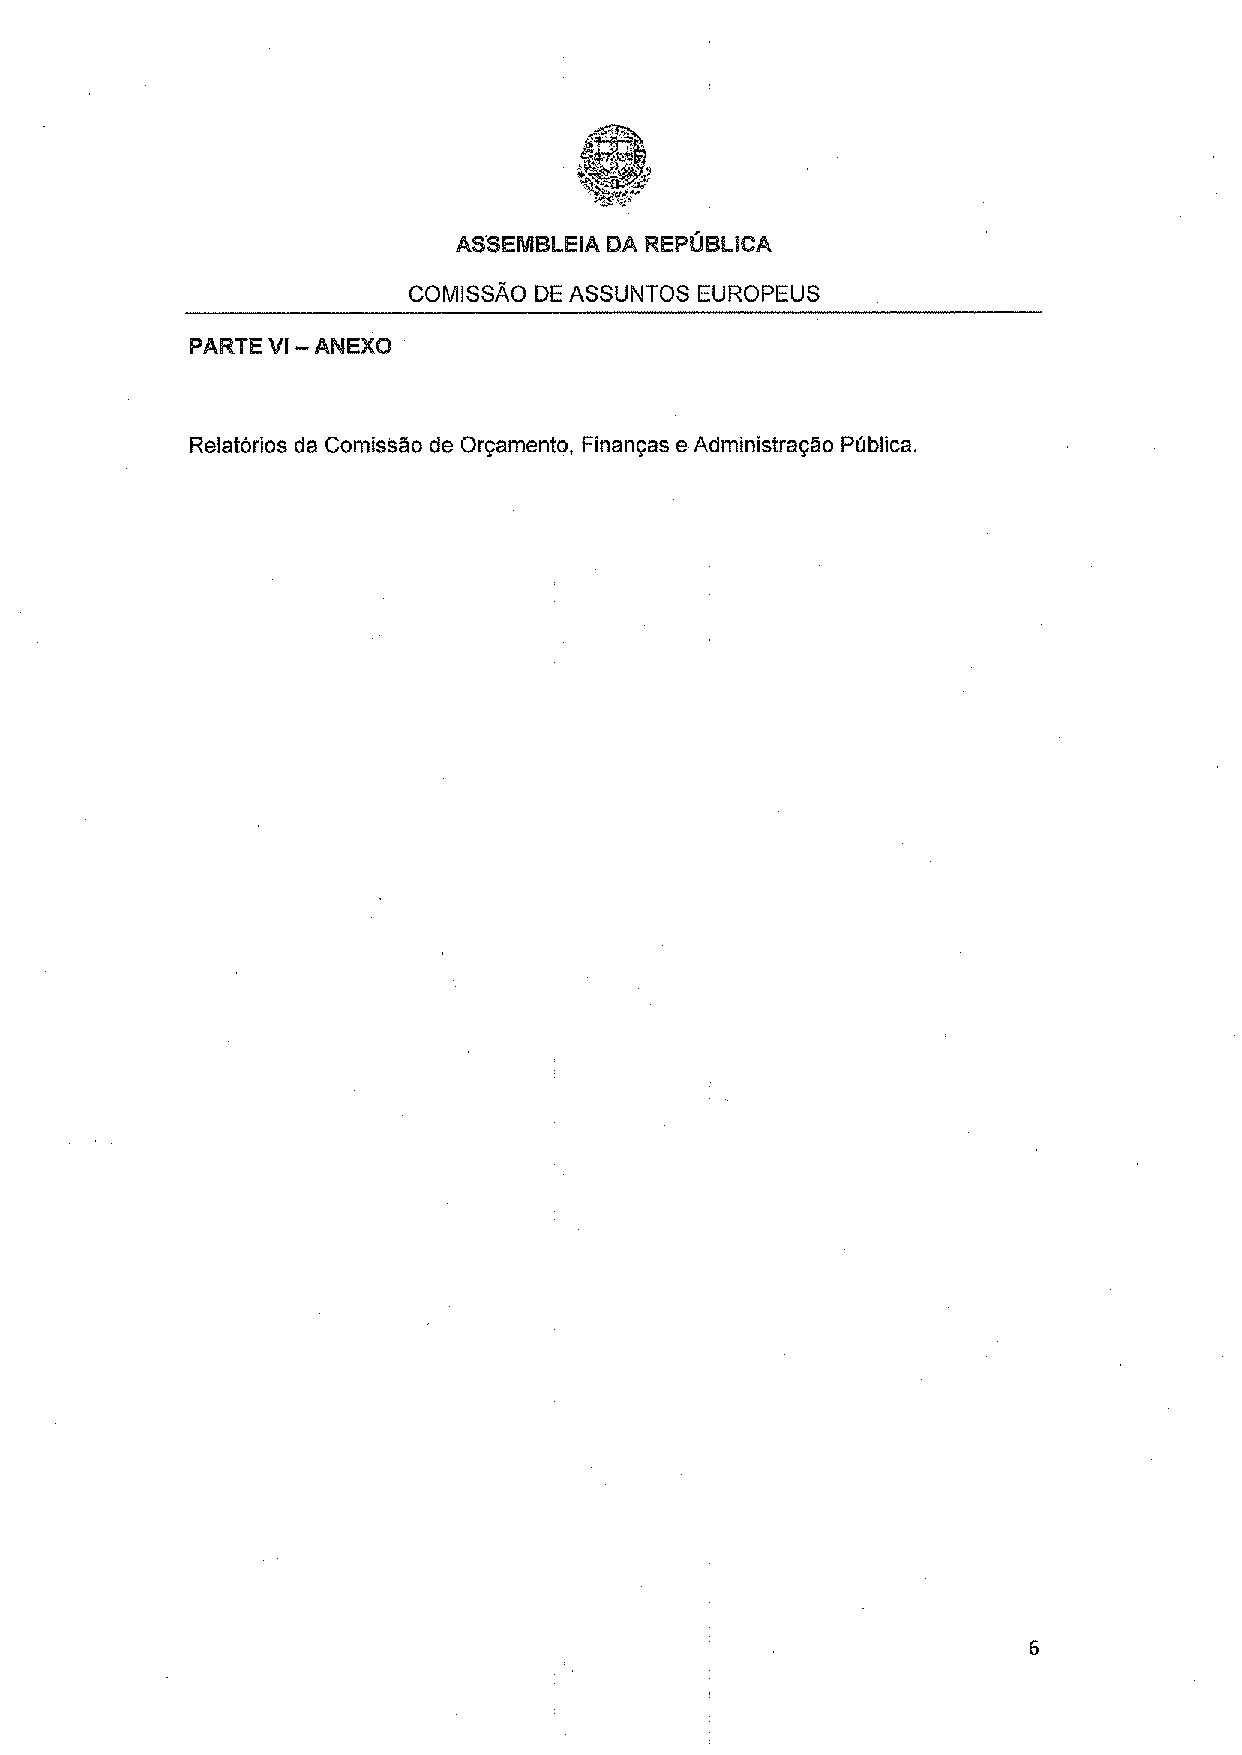 ASSEMBLEIA DA REPÚBLICA
COMISSÃO DE ASSUNTOS EUROPEUS
PARTE VI – ANEXO
Relatórios da Comissão de Orçamento, Finanças e Administração Pública.
6